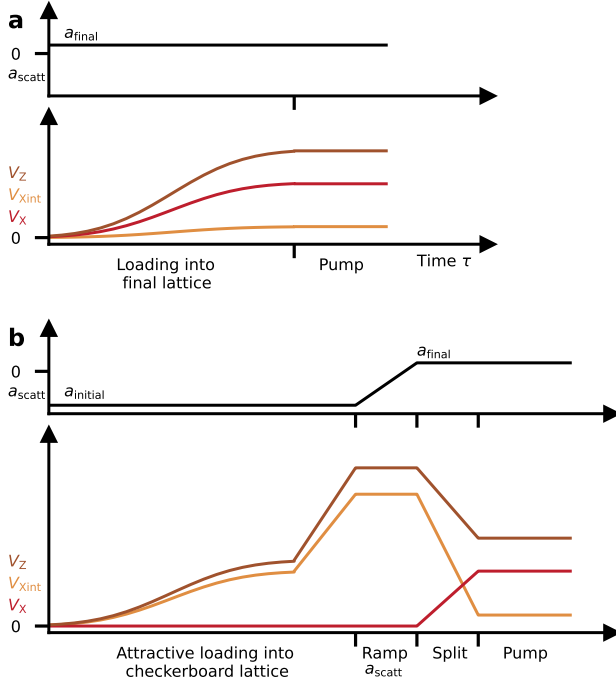 a
a_final
0
a_scatt
V_Z
V_Xint
V_X
0
Loading into
final lattice
Pump
Time τ
b
a_final
0
a_scatt
a_initial
V_Z
V_Xint
V_X
0
Attractive loading into
checkerboard lattice
Ramp
a_scatt
Split
Pump